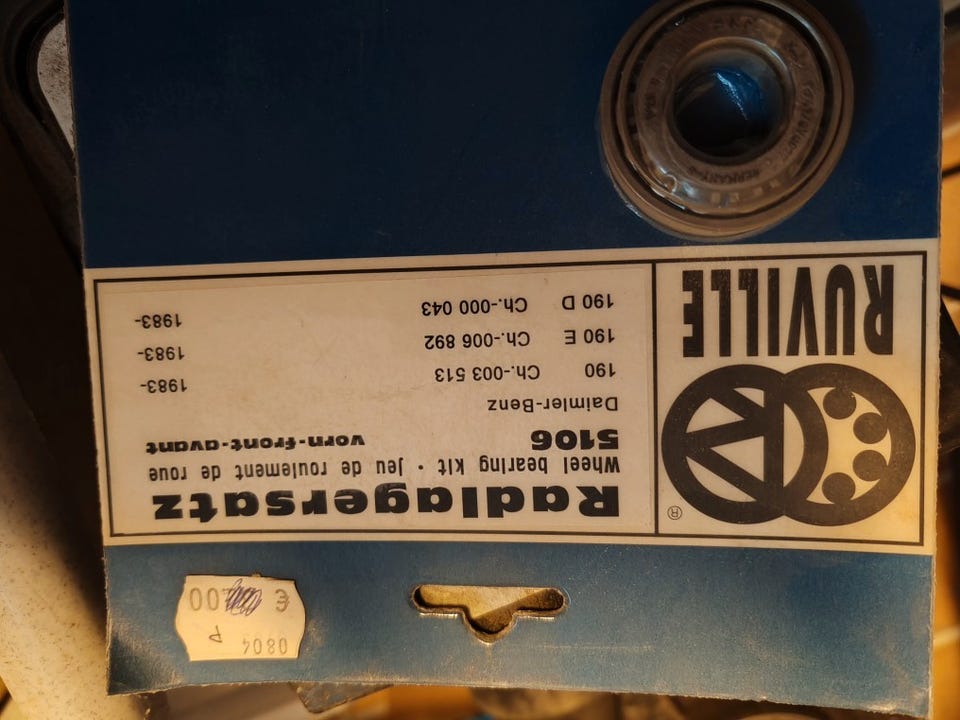 0804
P
€ 00
Radlagersatz
Wheel bearing kit · jeu de roulement de roue
5106 vorn-front-avant
Daimler-Benz
190 Ch.-003 513 1983-
190 E Ch.-006 892 1983-
190 D Ch.-000 043 1983-
®
RUVILLE